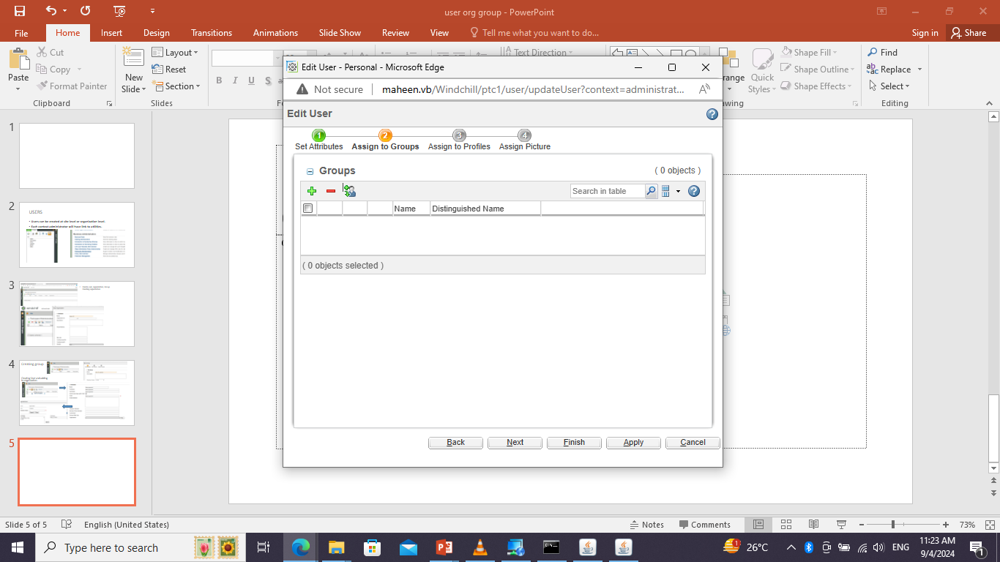 user org group - PowerPoint
File Home Insert Design Transitions Animations Slide Show Review View Tell me what you want to do... Sign in Share
Paste
Cut
Copy
Format Painter
Clipboard
New
Slide
Layout
Reset
Section
Slides
B I U S
Text Direction
Quick
Styles
Shape Fill
Shape Outline
Shape Effects
Find
Replace
Select
Editing
Edit User - Personal - Microsoft Edge
Not secure maheen.vb/Windchill/ptc1/user/updateUser?context=administrat...
Edit User
1 2 3 4
Set Attributes Assign to Groups Assign to Profiles Assign Picture
Groups ( 0 objects )
Search in table
Name Distinguished Name
( 0 objects selected )
Back Next Finish Apply Cancel
1
2
USERS
Users can be created at site level or organization level.
Each context administrator will have link to utilities.
3
4
Creating group
5
Slide 5 of 5 English (United States) Notes Comments 73%
Type here to search
26°C
ENG
11:23 AM
9/4/2024
1